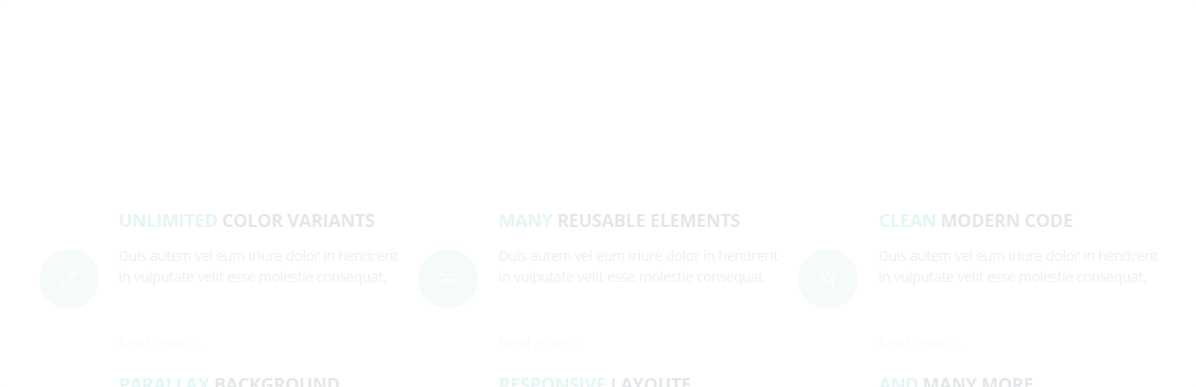 UNLIMITED COLOR VARIANTS
Duis autem vel eum iriure dolor in hendrerit
in vulputate velit esse molestie consequat.
Read more
MANY REUSABLE ELEMENTS
Duis autem vel eum iriure dolor in hendrerit
in vulputate velit esse molestie consequat.
Read more
CLEAN MODERN CODE
Duis autem vel eum iriure dolor in hendrerit
in vulputate velit esse molestie consequat.
Read more
PARALLAX BACKGROUND
RESPONSIVE LAYOUTE
AND MANY MORE